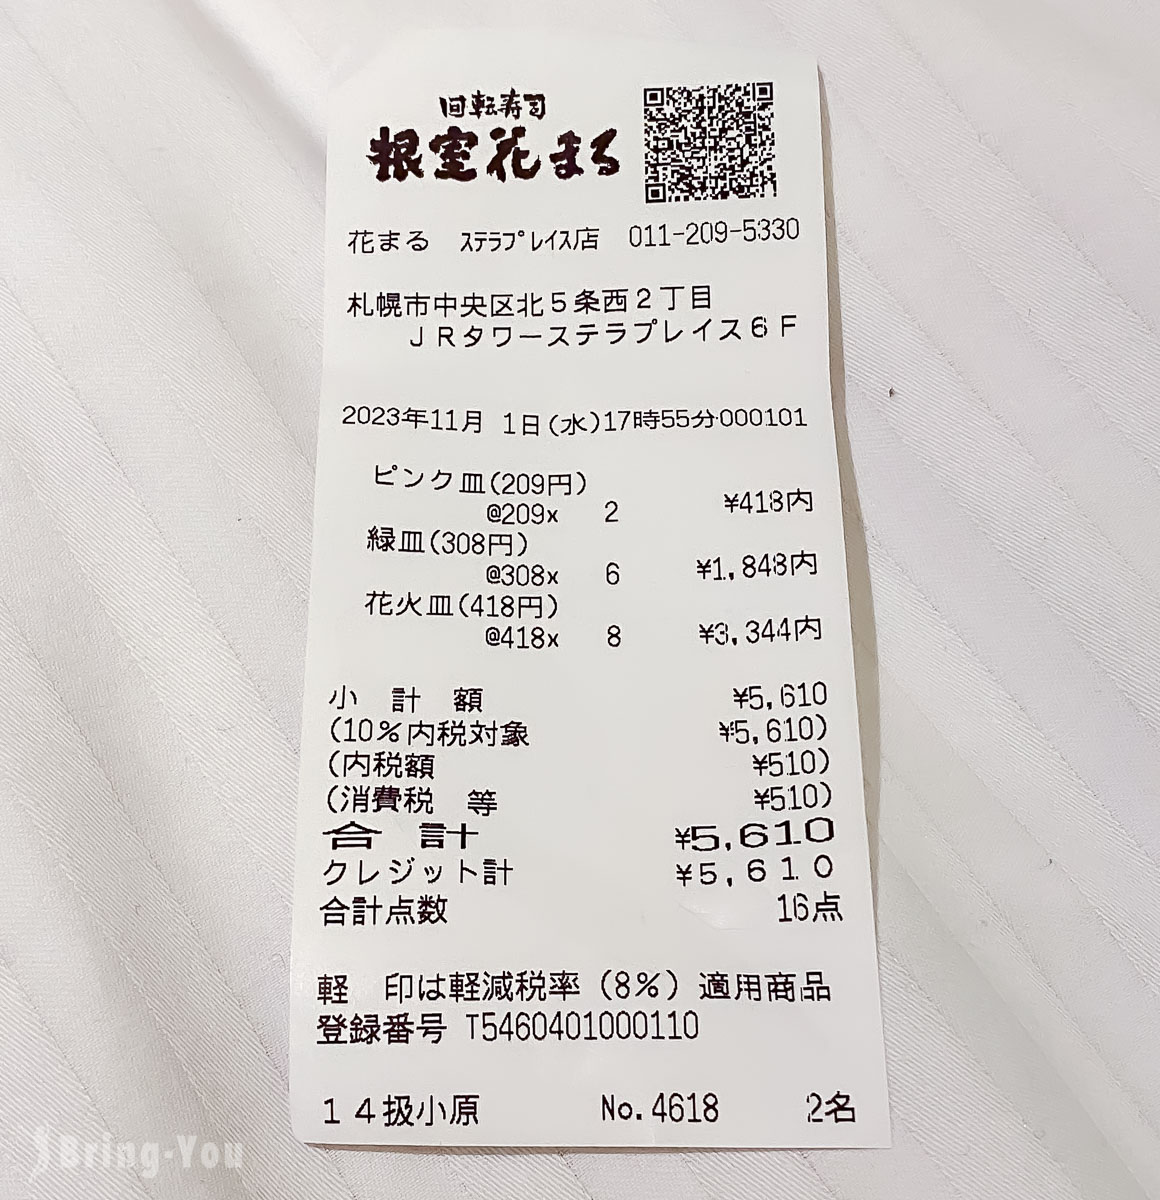 回転寿司
根室花まる
花まる ｽﾃﾗﾌﾟﾚｲｽ店 011-209-5330
札幌市中央区北５条西２丁目
ＪＲタワーステラプレイス６Ｆ
2023年11月 1日(水)17時55分 000101
ピンク皿(209円)
@209x 2 ¥418内
緑皿(308円)
@308x 6 ¥1,848内
花火皿(418円)
@418x 8 ¥3,344内
小 計 額 ¥5,610
(10%内税対象 ¥5,610)
(内税額 ¥510)
(消費税 等 ¥510)
合 計 ¥5,610
クレジット計 ¥5,610
合計点数 16点
軽 印は軽減税率（8%）適用商品
登録番号 T5460401000110
１４扱小原 No.4618 2名
Bring-You